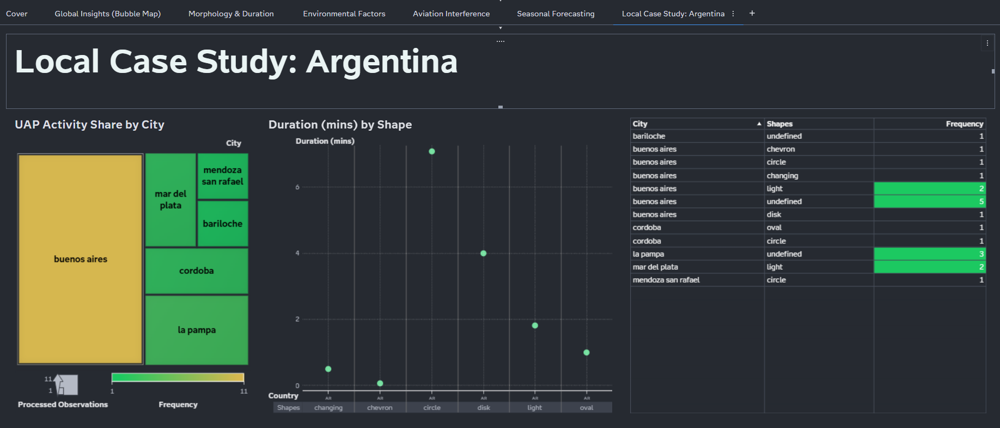 Cover Global Insights (Bubble Map) Morphology & Duration Environmental Factors Aviation Interference Seasonal Forecasting Local Case Study: Argentina +
Local Case Study: Argentina
UAP Activity Share by City
City
buenos aires
mar del
plata
mendoza
san rafael
bariloche
cordoba
la pampa
11
1
Processed Observations
1 11
Frequency
Duration (mins) by Shape
Duration (mins)
6
4
2
0
Country AR AR AR AR AR AR
Shapes changing chevron circle disk light oval
City Shapes Frequency
bariloche undefined 1
buenos aires chevron 1
buenos aires circle 1
buenos aires changing 1
buenos aires light 2
buenos aires undefined 5
buenos aires disk 1
cordoba oval 1
cordoba circle 1
la pampa undefined 3
mar del plata light 2
mendoza san rafael circle 1